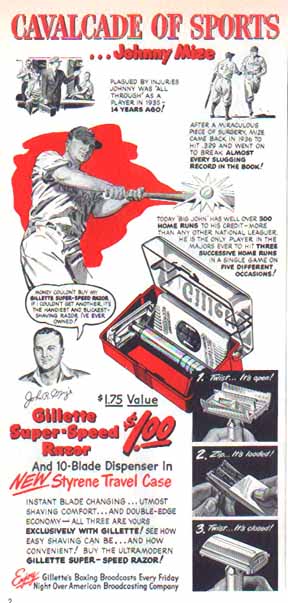 CAVALCADE OF SPORTS
...Johnny Mize
PLAGUED BY INJURIES
JOHNNY WAS "ALL
THROUGH" AS A
PLAYER IN 1935 -
14 YEARS AGO!
AFTER A MIRACULOUS
PIECE OF SURGERY, MIZE
CAME BACK IN 1936 TO
HIT .329 AND WENT ON
TO BREAK ALMOST
EVERY SLUGGING
RECORD IN THE BOOK!
TODAY "BIG JOHN" HAS WELL OVER 300
HOME RUNS TO HIS CREDIT—MORE
THAN ANY OTHER NATIONAL LEAGUER.
HE IS THE ONLY PLAYER IN THE
MAJORS EVER TO HIT THREE
SUCCESSIVE HOME RUNS
IN A SINGLE GAME ON
FIVE DIFFERENT
OCCASIONS!
MONEY COULDN'T BUY MY
GILLETTE SUPER-SPEED RAZOR
IF I COULDN'T GET ANOTHER. IT'S
THE HANDIEST AND SLICKEST-
SHAVING RAZOR I'VE EVER
OWNED!
Gillette
John R. Mize
$1.75 Value
Gillette
Super-Speed
Razor
$1.00
And 10-Blade Dispenser In
NEW Styrene Travel Case
INSTANT BLADE CHANGING...UTMOST
SHAVING COMFORT...AND DOUBLE-EDGE
ECONOMY—ALL THREE ARE YOURS
EXCLUSIVELY WITH GILLETTE! SEE HOW
EASY SHAVING CAN BE...AND HOW
CONVENIENT! BUY THE ULTRAMODERN
GILLETTE SUPER-SPEED RAZOR!
1. Twist...It's open!
2. Zip...It's loaded!
3. Twist...It's closed!
Enjoy Gillette's Boxing Broadcasts Every Friday
Night Over American Broadcasting Company
2